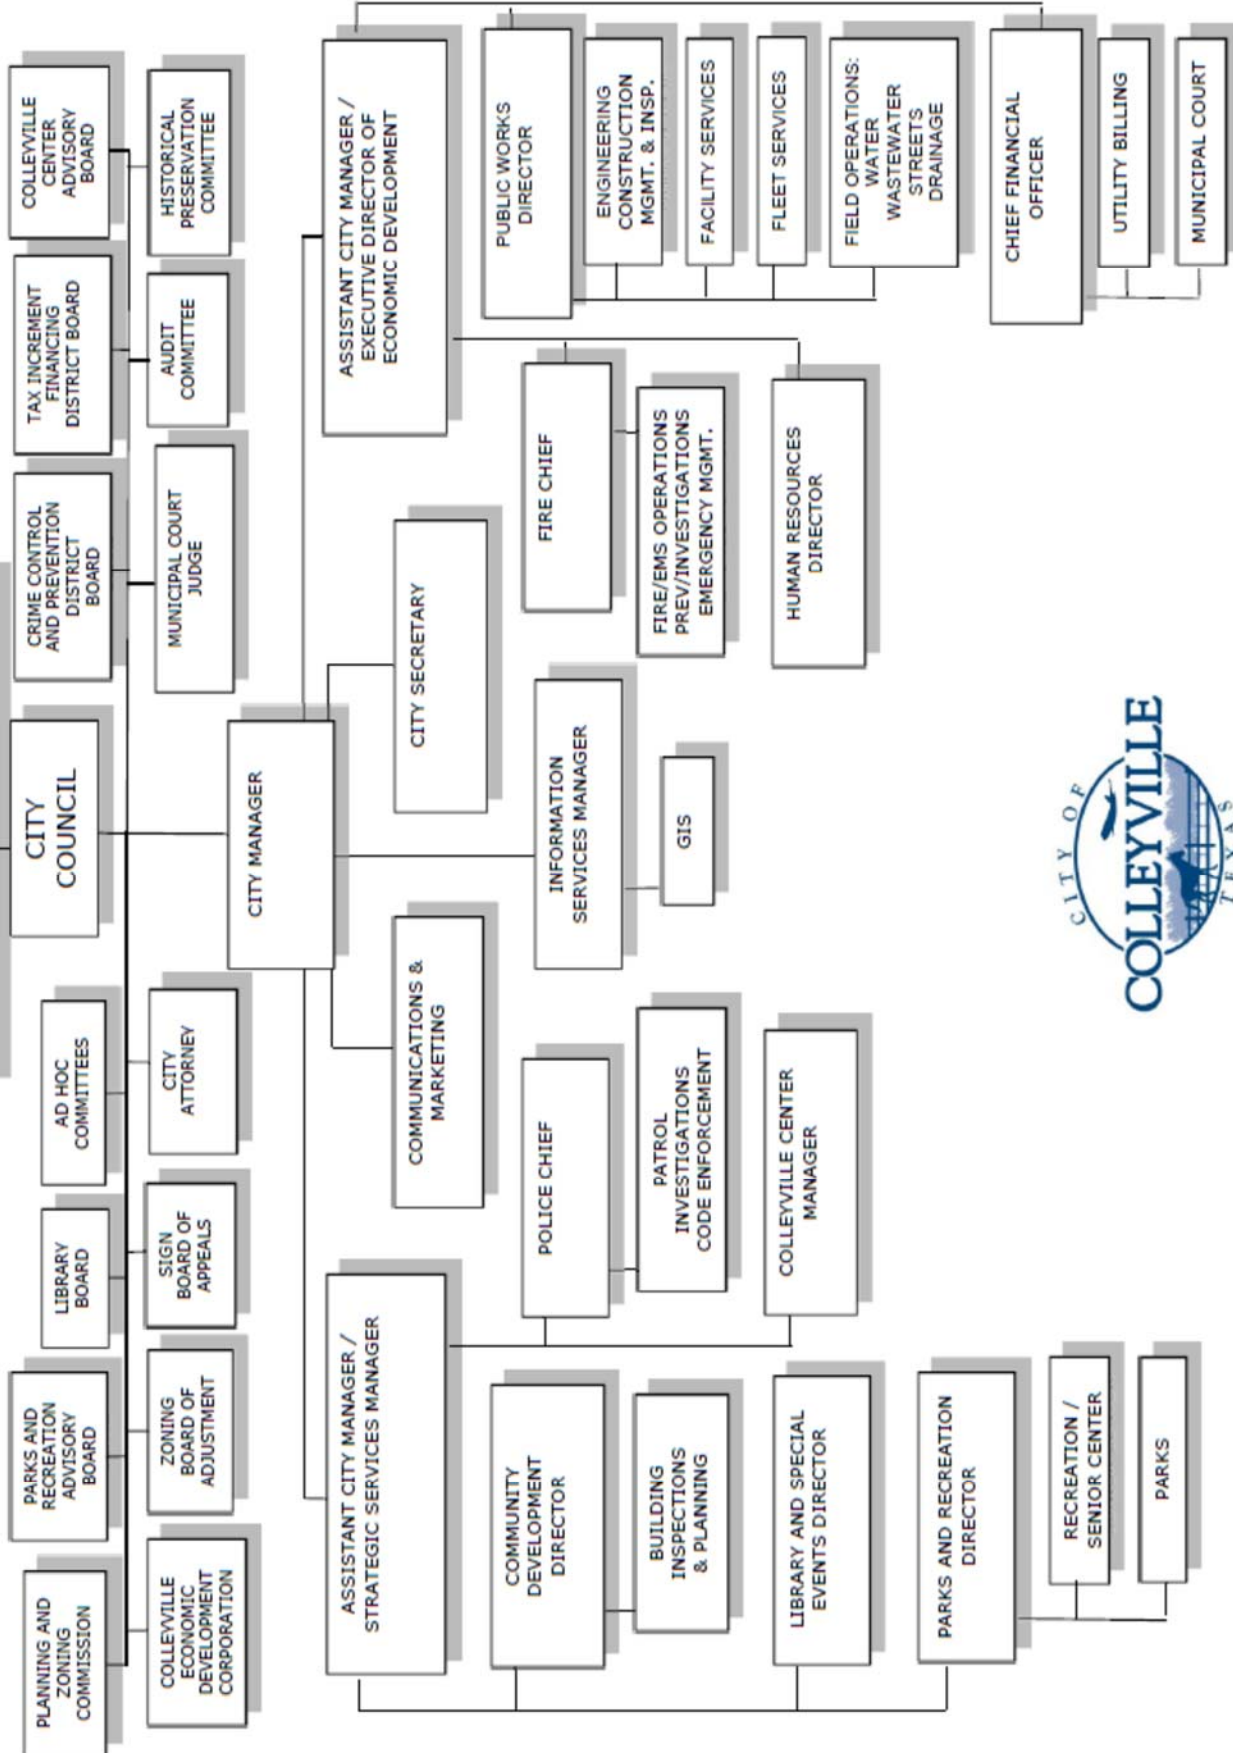 PLANNING AND
ZONING
COMMISSION
PARKS AND
RECREATION
ADVISORY
BOARD
LIBRARY
BOARD
AD HOC
COMMITTEES
CITY
COUNCIL
CRIME CONTROL
AND PREVENTION
DISTRICT
BOARD
TAX INCREMENT
FINANCING
DISTRICT BOARD
COLLEYVILLE
CENTER
ADVISORY
BOARD
COLLEYVILLE
ECONOMIC
DEVELOPMENT
CORPORATION
ZONING
BOARD OF
ADJUSTMENT
SIGN
BOARD OF
APPEALS
CITY
ATTORNEY
MUNICIPAL COURT
JUDGE
AUDIT
COMMITTEE
HISTORICAL
PRESERVATION
COMMITTEE
CITY MANAGER
ASSISTANT CITY MANAGER /
STRATEGIC SERVICES MANAGER
COMMUNICATIONS &
MARKETING
CITY SECRETARY
ASSISTANT CITY MANAGER /
EXECUTIVE DIRECTOR OF
ECONOMIC DEVELOPMENT
COMMUNITY
DEVELOPMENT
DIRECTOR
BUILDING
INSPECTIONS
& PLANNING
LIBRARY AND SPECIAL
EVENTS DIRECTOR
PARKS AND RECREATION
DIRECTOR
RECREATION /
SENIOR CENTER
PARKS
POLICE CHIEF
PATROL
INVESTIGATIONS
CODE ENFORCEMENT
COLLEYVILLE CENTER
MANAGER
INFORMATION
SERVICES MANAGER
GIS
FIRE CHIEF
FIRE/EMS OPERATIONS
PREV/INVESTIGATIONS
EMERGENCY MGMT.
HUMAN RESOURCES
DIRECTOR
PUBLIC WORKS
DIRECTOR
ENGINEERING
CONSTRUCTION
MGMT. & INSP.
FACILITY SERVICES
FLEET SERVICES
FIELD OPERATIONS:
WATER
WASTEWATER
STREETS
DRAINAGE
CHIEF FINANCIAL
OFFICER
UTILITY BILLING
MUNICIPAL COURT
CITY OF
COLLEYVILLE
TEXAS